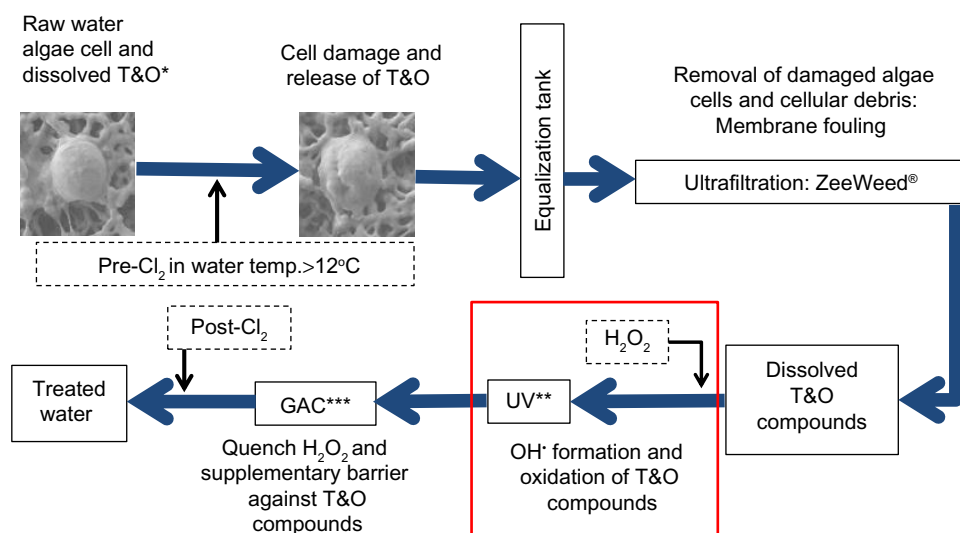 Raw water
algae cell and
dissolved T&O*
Cell damage and
release of T&O
Equalization tank
Removal of damaged algae
cells and cellular debris:
Membrane fouling
Ultrafiltration: ZeeWeed®
Pre-Cl₂ in water temp.>12°C
Post-Cl₂
H₂O₂
Treated
water
GAC***
UV**
Dissolved
T&O
compounds
Quench H₂O₂ and
supplementary barrier
against T&O
compounds
OH· formation and
oxidation of T&O
compounds